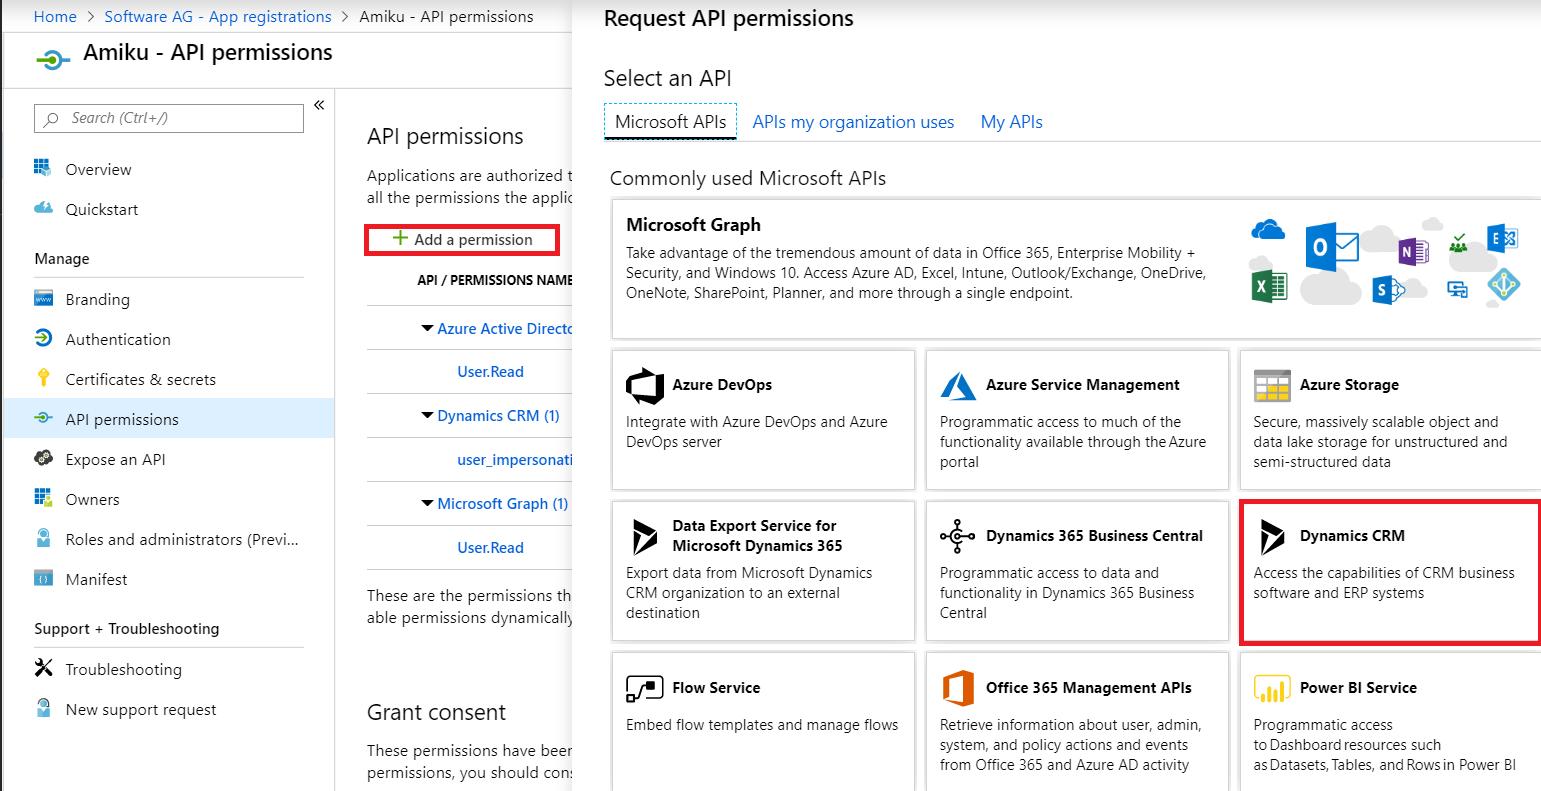 Home > Software AG - App registrations > Amiku - API permissions
Amiku - API permissions
«
Search (Ctrl+/)
Overview
Quickstart
Manage
Branding
Authentication
Certificates & secrets
API permissions
Expose an API
Owners
Roles and administrators (Previ...
Manifest
Support + Troubleshooting
Troubleshooting
New support request
API permissions
Applications are authorized t
all the permissions the applic
+ Add a permission
API / PERMISSIONS NAME
Azure Active Directo
User.Read
Dynamics CRM (1)
user_impersonati
Microsoft Graph (1)
User.Read
These are the permissions th
able permissions dynamically
Grant consent
These permissions have been
permissions, you should cons
Request API permissions
Select an API
Microsoft APIs
APIs my organization uses
My APIs
Commonly used Microsoft APIs
Microsoft Graph
Take advantage of the tremendous amount of data in Office 365, Enterprise Mobility +
Security, and Windows 10. Access Azure AD, Excel, Intune, Outlook/Exchange, OneDrive,
OneNote, SharePoint, Planner, and more through a single endpoint.
Azure DevOps
Integrate with Azure DevOps and Azure
DevOps server
Azure Service Management
Programmatic access to much of the
functionality available through the Azure
portal
Azure Storage
Secure, massively scalable object and
data lake storage for unstructured and
semi-structured data
Data Export Service for
Microsoft Dynamics 365
Export data from Microsoft Dynamics
CRM organization to an external
destination
Dynamics 365 Business Central
Programmatic access to data and
functionality in Dynamics 365 Business
Central
Dynamics CRM
Access the capabilities of CRM business
software and ERP systems
Flow Service
Embed flow templates and manage flows
Office 365 Management APIs
Retrieve information about user, admin,
system, and policy actions and events
from Office 365 and Azure AD activity
Power BI Service
Programmatic access
to Dashboard resources such
as Datasets, Tables, and Rows in Power BI